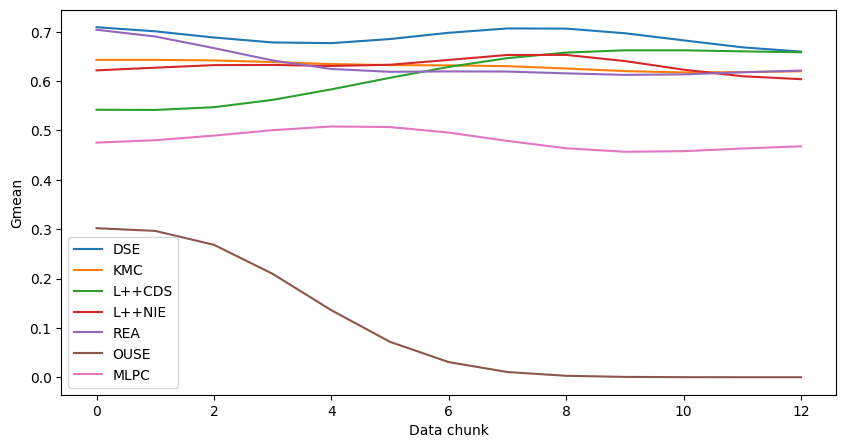 0.7
0.6
0.5
0.4
0.3
0.2
0.1
0.0
Gmean
DSE
KMC
L++CDS
L++NIE
REA
OUSE
MLPC
0 2 4 6 8 10 12
Data chunk